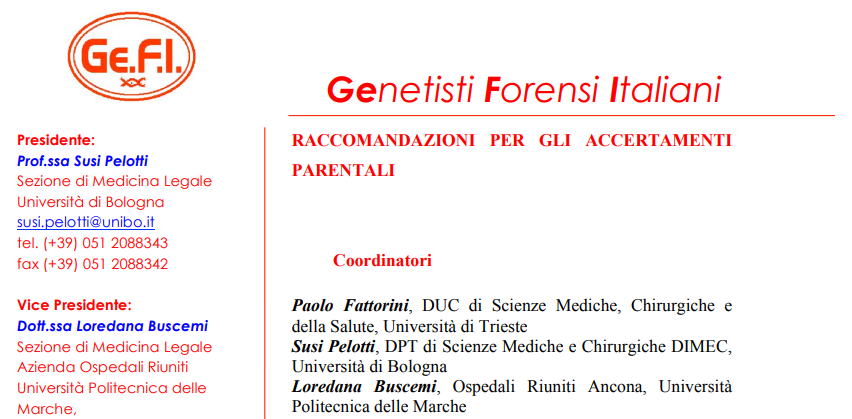 Ge.F.I.
Genetisti Forensi Italiani
Presidente:
Prof.ssa Susi Pelotti
Sezione di Medicina Legale
Università di Bologna
susi.pelotti@unibo.it
tel. (+39) 051 2088343
fax (+39) 051 2088342
Vice Presidente:
Dott.ssa Loredana Buscemi
Sezione di Medicina Legale
Azienda Ospedali Riuniti
Università Politecnica delle
Marche,
RACCOMANDAZIONI PER GLI ACCERTAMENTI
PARENTALI
Coordinatori
Paolo Fattorini, DUC di Scienze Mediche, Chirurgiche e
della Salute, Università di Trieste
Susi Pelotti, DPT di Scienze Mediche e Chirurgiche DIMEC,
Università di Bologna
Loredana Buscemi, Ospedali Riuniti Ancona, Università
Politecnica delle Marche